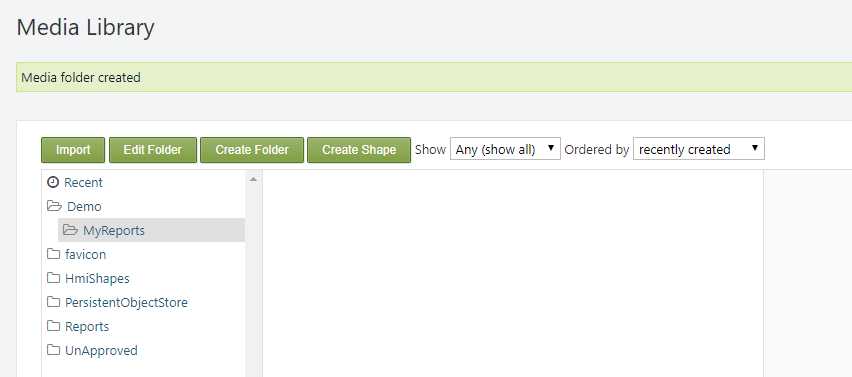 Media Library
Media folder created
Import Edit Folder Create Folder Create Shape Show Any (show all) Ordered by recently created
Recent
Demo
MyReports
favicon
HmiShapes
PersistentObjectStore
Reports
UnApproved